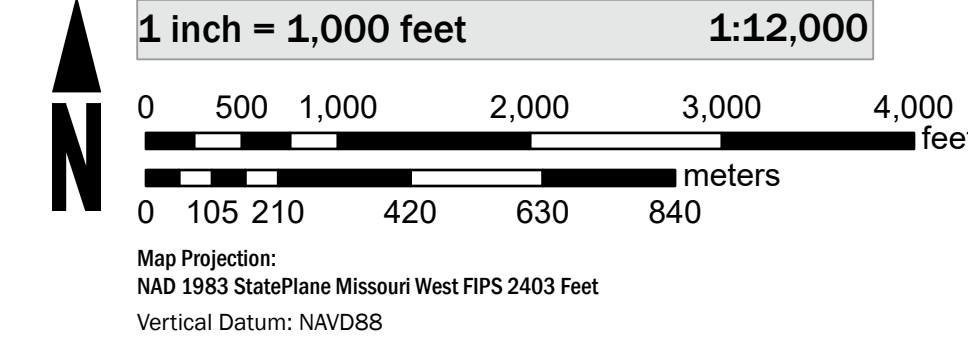 1 inch = 1,000 feet 1:12,000
0 500 1,000 2,000 3,000 4,000
feet
meters
0 105 210 420 630 840
N
Map Projection:
NAD 1983 StatePlane Missouri West FIPS 2403 Feet
Vertical Datum: NAVD88